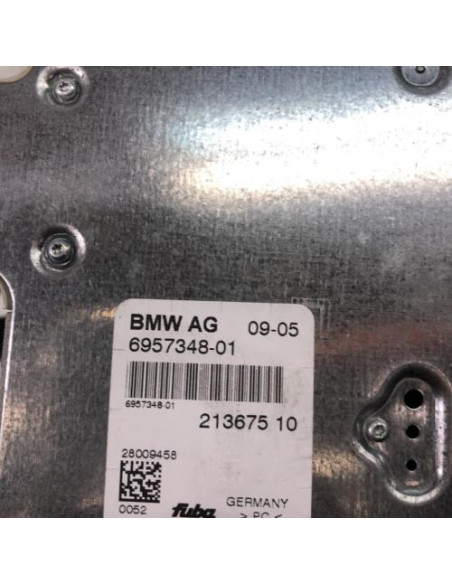 BMW AG 09-05
6957348-01
6957348-01
213675 10
28009458
0052 fuba GERMANY
> PC <